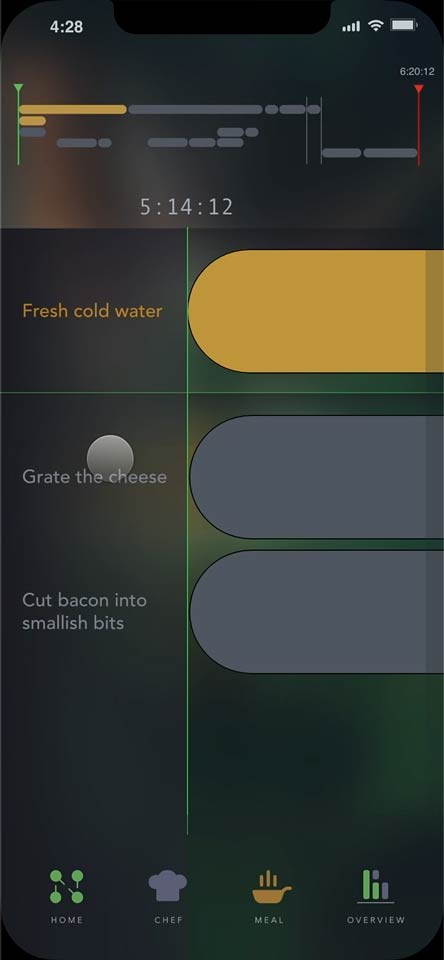 4:28
6:20:12
5:14:12
Fresh cold water
Grate the cheese
Cut bacon into
smallish bits
HOME
CHEF
MEAL
OVERVIEW